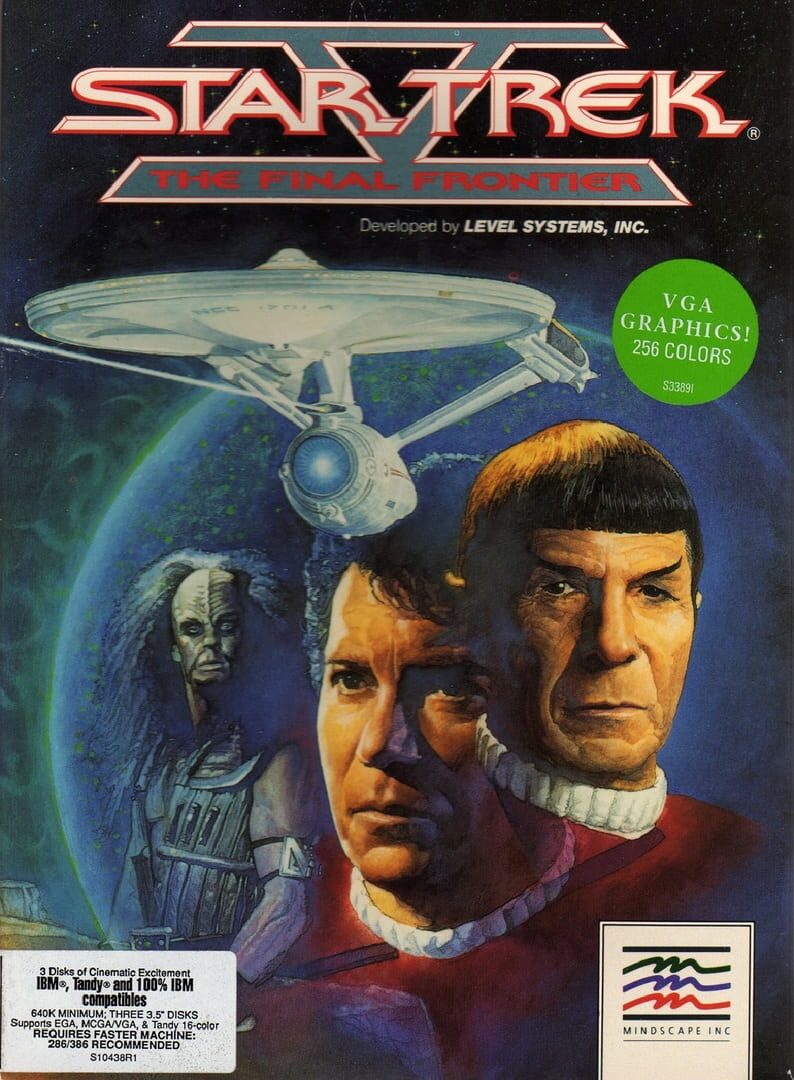 V
STAR TREK®
THE FINAL FRONTIER
Developed by LEVEL SYSTEMS, INC.
NCC 1701 A
VGA
GRAPHICS!
256 COLORS
S33891
3 Disks of Cinematic Excitement
IBM®, Tandy® and 100% IBM
compatibles
640K MINIMUM; THREE 3.5" DISKS
Supports EGA, MCGA/VGA, & Tandy 16-color
REQUIRES FASTER MACHINE:
286/386 RECOMMENDED
S10438R1
MINDSCAPE INC